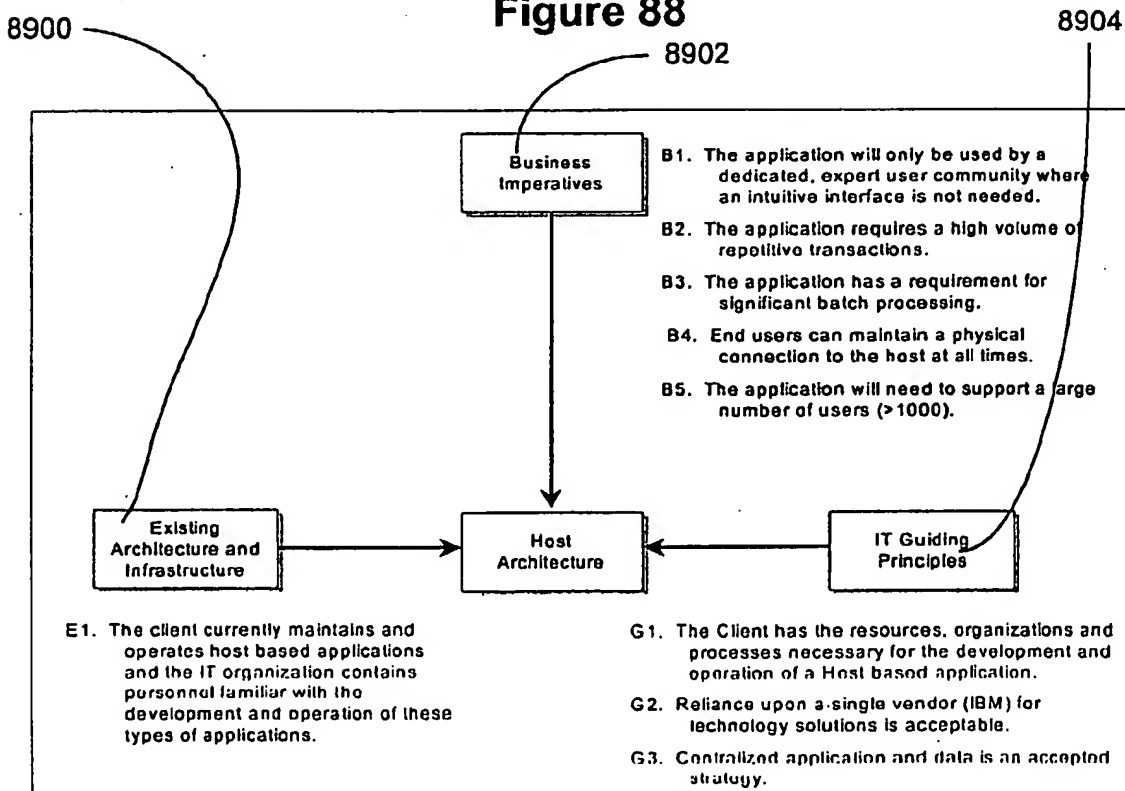 Figure 88
8900
8902
8904
Business
Imperatives
B1. The application will only be used by a
dedicated, expert user community where
an intuitive interface is not needed.
B2. The application requires a high volume of
repetitive transactions.
B3. The application has a requirement for
significant batch processing.
B4. End users can maintain a physical
connection to the host at all times.
B5. The application will need to support a large
number of users (>1000).
Existing
Architecture and
Infrastructure
Host
Architecture
IT Guiding
Principles
E1. The client currently maintains and
operates host based applications
and the IT organization contains
personnel familiar with the
development and operation of these
types of applications.
G1. The Client has the resources, organizations and
processes necessary for the development and
operation of a Host based application.
G2. Reliance upon a single vendor (IBM) for
technology solutions is acceptable.
G3. Centralized application and data is an accepted
strategy.